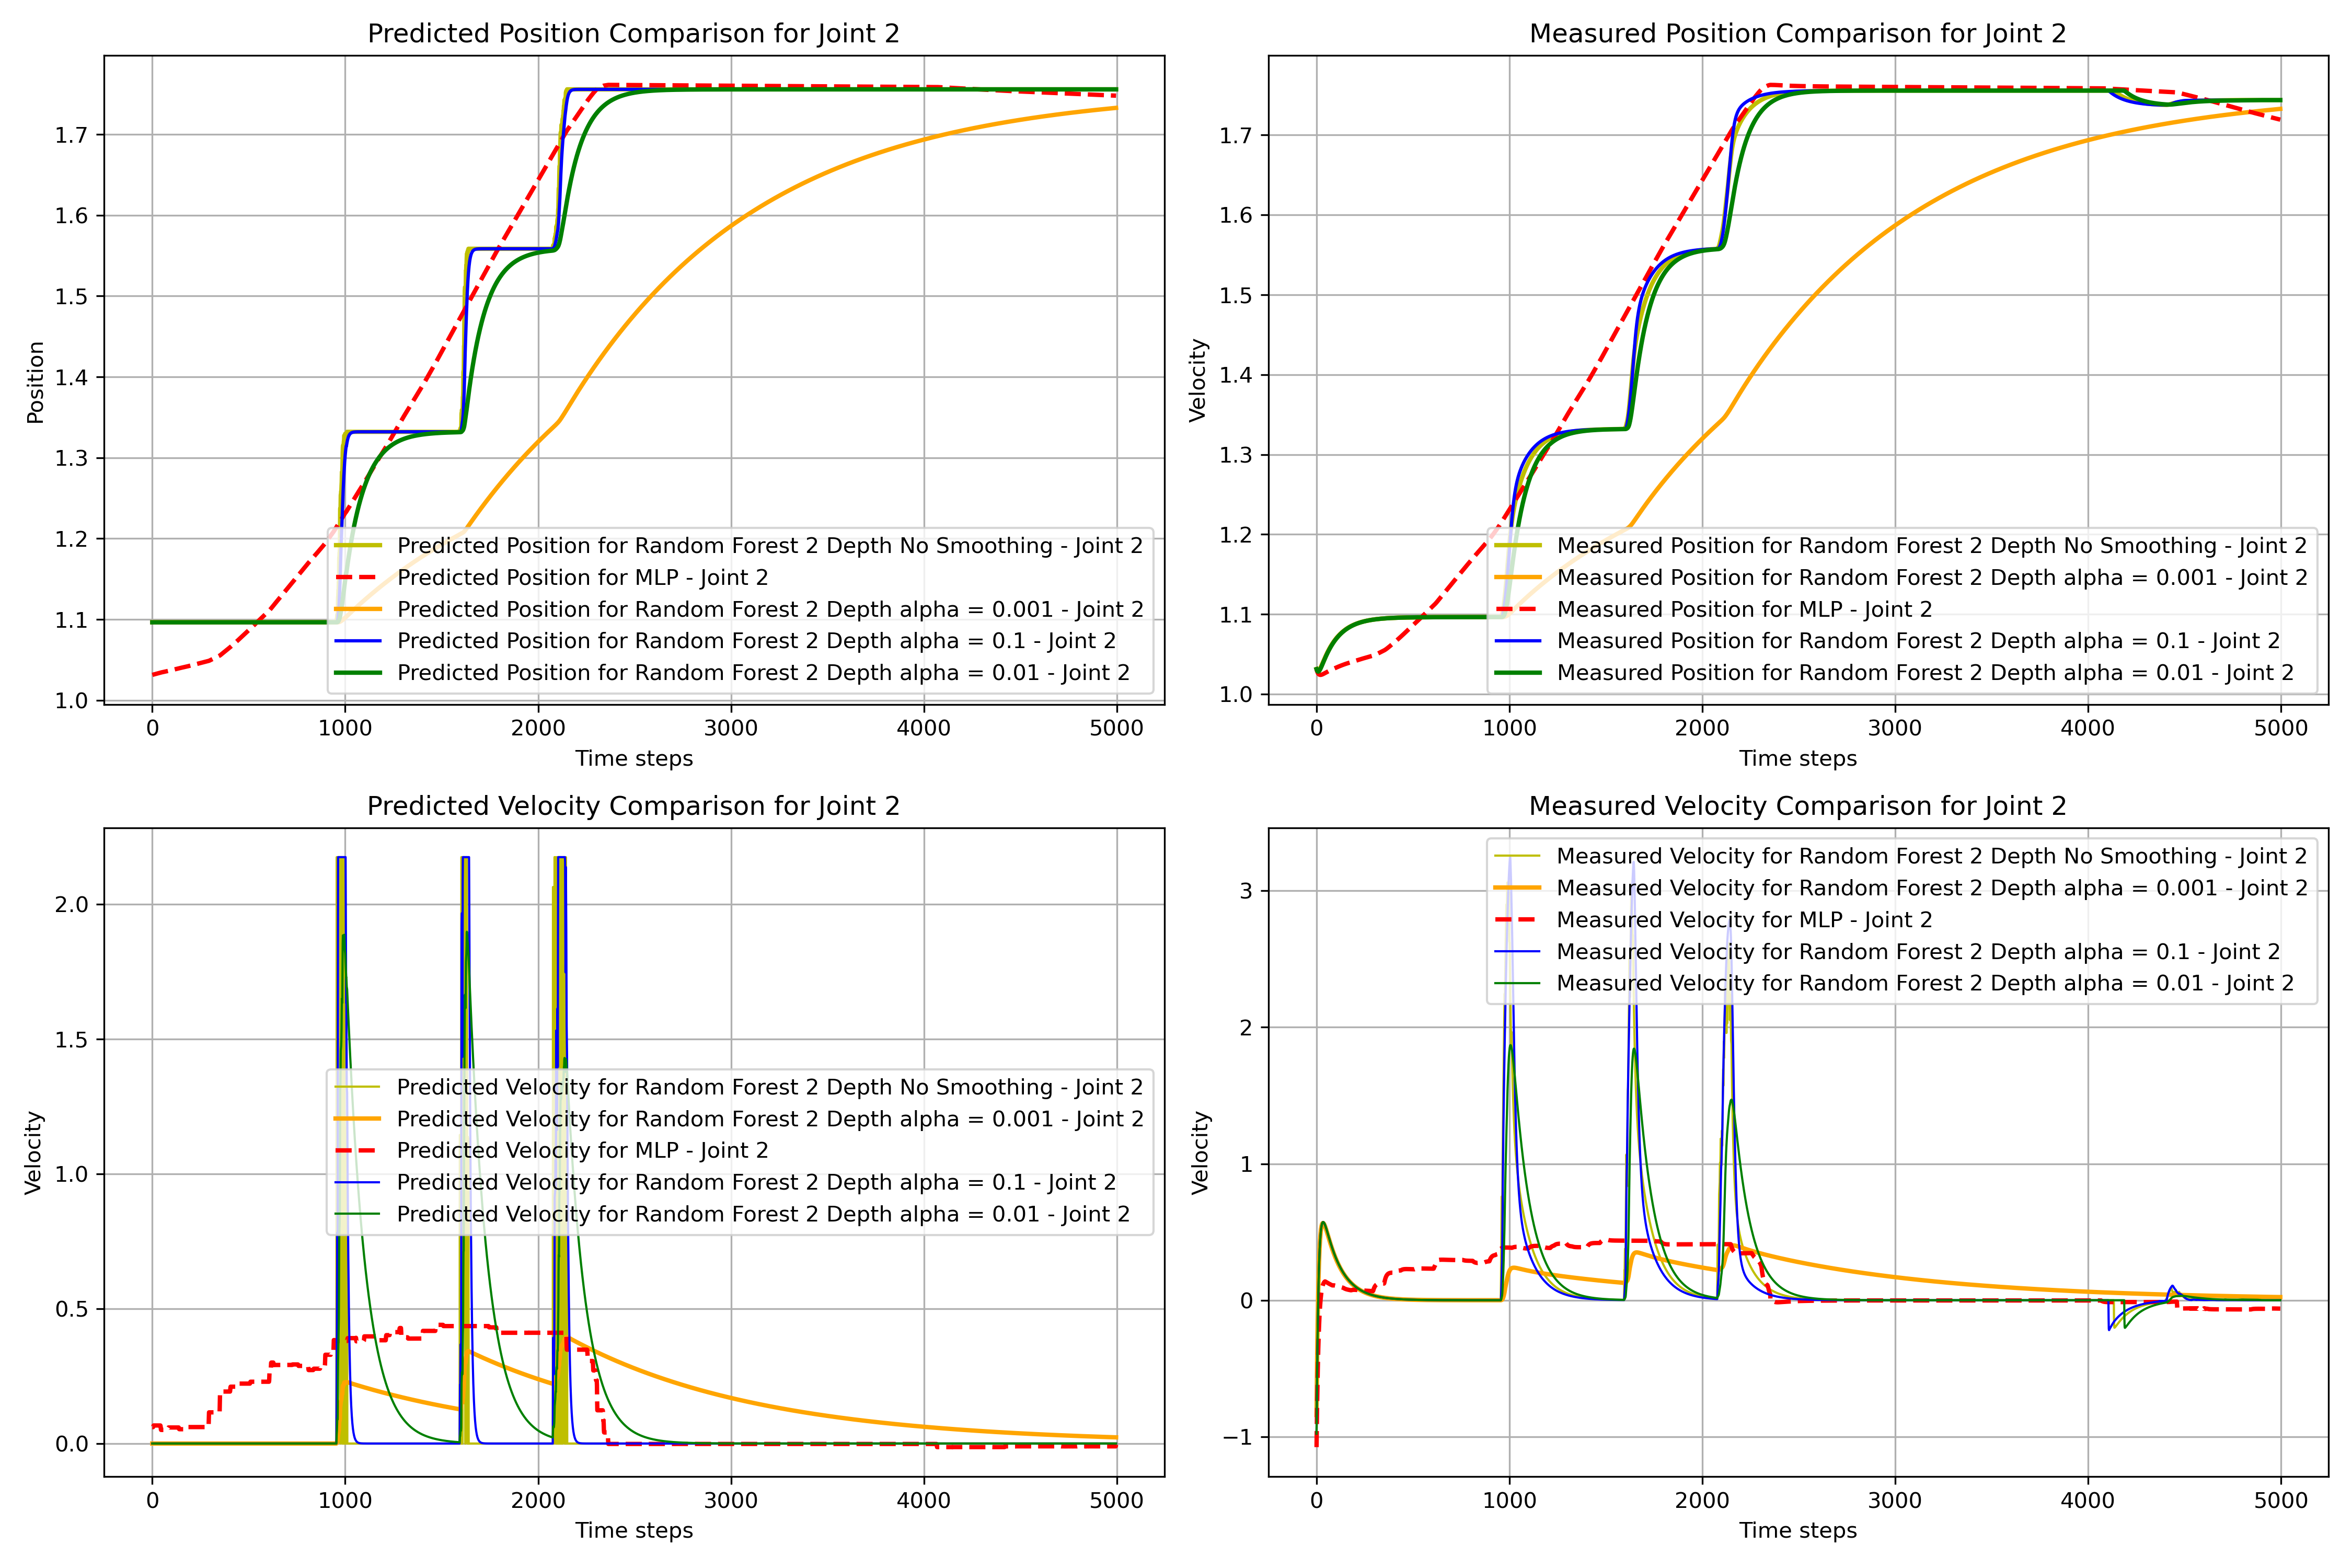 Predicted Position Comparison for Joint 2
Position
1.7
1.6
1.5
1.4
1.3
1.2
1.1
1.0
Predicted Position for Random Forest 2 Depth No Smoothing - Joint 2
Predicted Position for MLP - Joint 2
Predicted Position for Random Forest 2 Depth alpha = 0.001 - Joint 2
Predicted Position for Random Forest 2 Depth alpha = 0.1 - Joint 2
Predicted Position for Random Forest 2 Depth alpha = 0.01 - Joint 2
0 1000 2000 3000 4000 5000
Time steps
Measured Position Comparison for Joint 2
Velocity
1.7
1.6
1.5
1.4
1.3
1.2
1.1
1.0
Measured Position for Random Forest 2 Depth No Smoothing - Joint 2
Measured Position for Random Forest 2 Depth alpha = 0.001 - Joint 2
Measured Position for MLP - Joint 2
Measured Position for Random Forest 2 Depth alpha = 0.1 - Joint 2
Measured Position for Random Forest 2 Depth alpha = 0.01 - Joint 2
0 1000 2000 3000 4000 5000
Time steps
Predicted Velocity Comparison for Joint 2
Velocity
2.0
1.5
1.0
0.5
0.0
Predicted Velocity for Random Forest 2 Depth No Smoothing - Joint 2
Predicted Velocity for Random Forest 2 Depth alpha = 0.001 - Joint 2
Predicted Velocity for MLP - Joint 2
Predicted Velocity for Random Forest 2 Depth alpha = 0.1 - Joint 2
Predicted Velocity for Random Forest 2 Depth alpha = 0.01 - Joint 2
0 1000 2000 3000 4000 5000
Time steps
Measured Velocity Comparison for Joint 2
Velocity
3
2
1
0
−1
Measured Velocity for Random Forest 2 Depth No Smoothing - Joint 2
Measured Velocity for Random Forest 2 Depth alpha = 0.001 - Joint 2
Measured Velocity for MLP - Joint 2
Measured Velocity for Random Forest 2 Depth alpha = 0.1 - Joint 2
Measured Velocity for Random Forest 2 Depth alpha = 0.01 - Joint 2
0 1000 2000 3000 4000 5000
Time steps